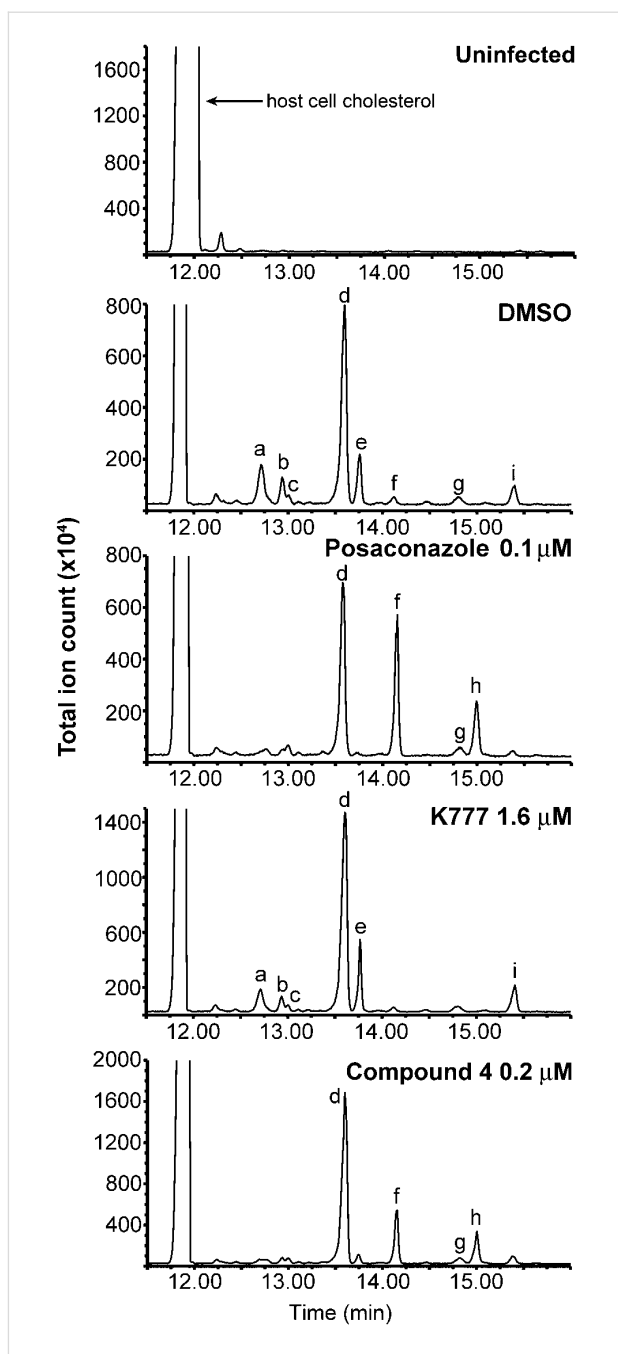 Uninfected
1600
1200
800
400
host cell cholesterol
12.00 13.00 14.00 15.00
DMSO
800
600
400
200
a b c d e f g i
12.00 13.00 14.00 15.00
Posaconazole 0.1 μM
800
600
400
200
d f g h
12.00 13.00 14.00 15.00
K777 1.6 μM
1400
1000
600
200
a b c d e i
12.00 13.00 14.00 15.00
Compound 4 0.2 μM
2000
1600
1200
800
400
d f g h
12.00 13.00 14.00 15.00
Time (min)
Total ion count (x10⁴)